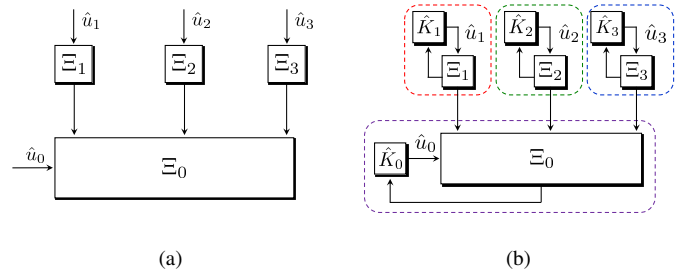 û₁ û₂ û₃
Ξ₁ Ξ₂ Ξ₃
û₀
Ξ₀
(a)
K̂₁ û₁ K̂₂ û₂ K̂₃ û₃
Ξ₁ Ξ₂ Ξ₃
K̂₀ û₀ Ξ₀
(b)